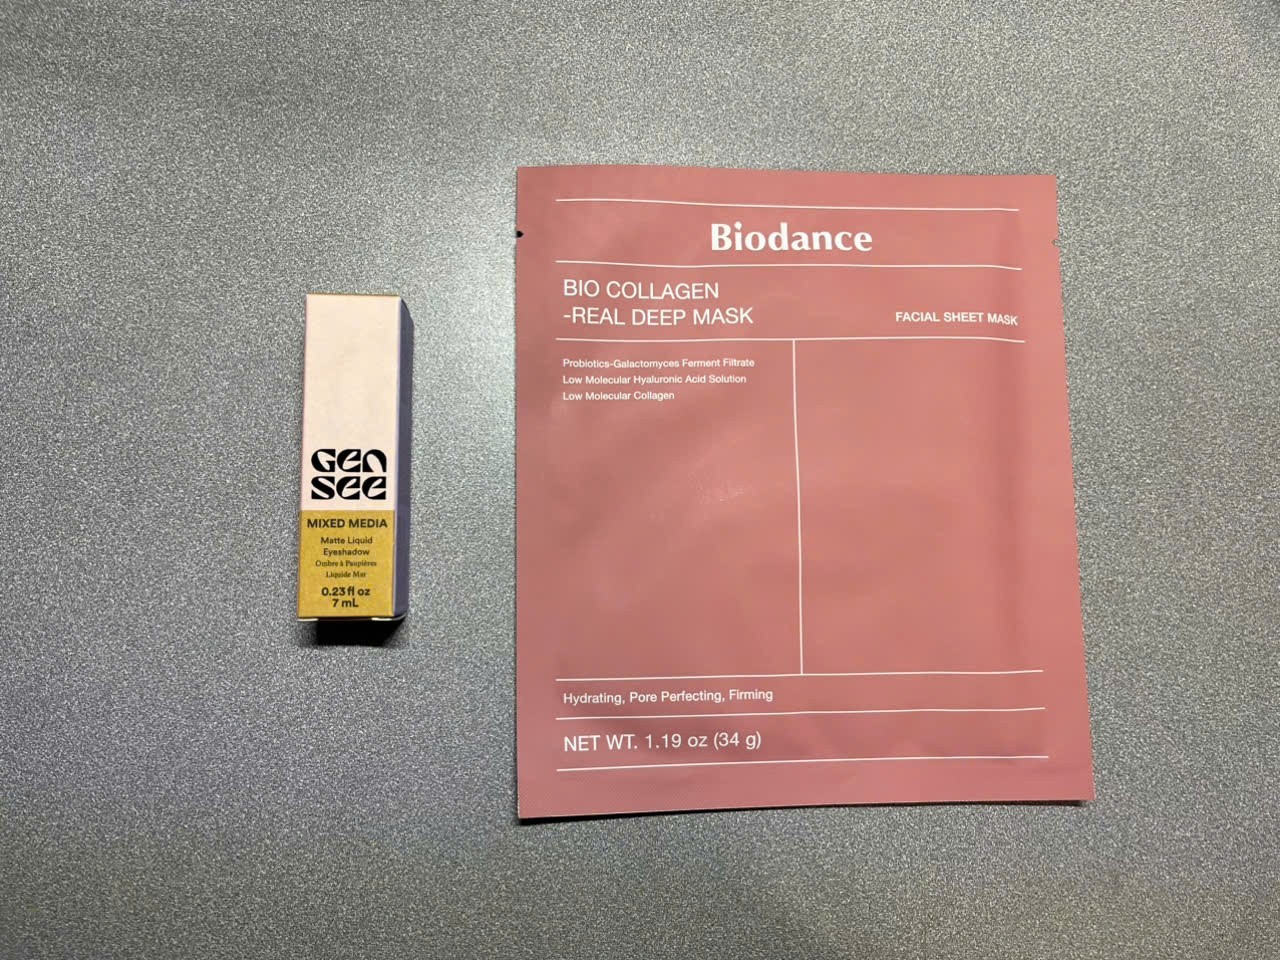 GEN
SEE
MIXED MEDIA
Matte Liquid
Eyeshadow
Ombre à Paupières
Liquide Mat
0.23 fl oz
7 mL
Biodance
BIO COLLAGEN
-REAL DEEP MASK
FACIAL SHEET MASK
Probiotics-Galactomyces Ferment Filtrate
Low Molecular Hyaluronic Acid Solution
Low Molecular Collagen
Hydrating, Pore Perfecting, Firming
NET WT. 1.19 oz (34 g)